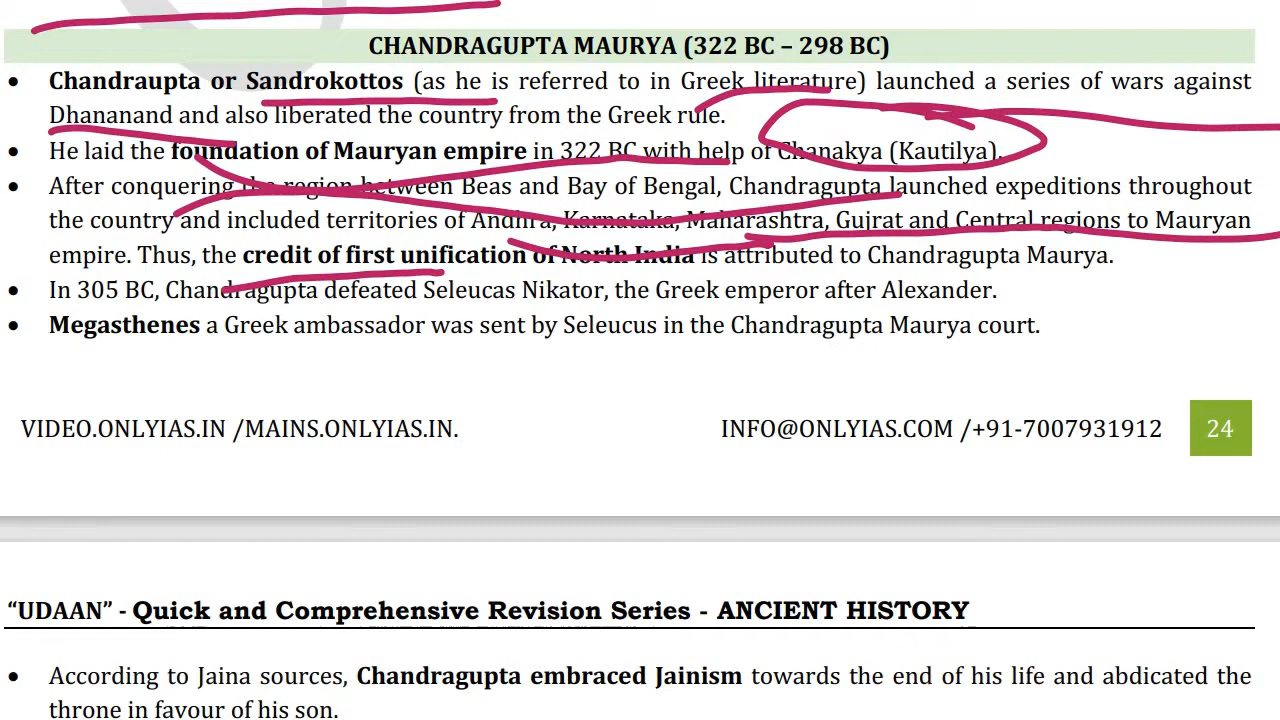 CHANDRAGUPTA MAURYA (322 BC – 298 BC)
• Chandraupta or Sandrokottos (as he is referred to in Greek literature) launched a series of wars against
Dhananand and also liberated the country from the Greek rule.
• He laid the foundation of Mauryan empire in 322 BC with help of Chanakya (Kautilya).
• After conquering the region between Beas and Bay of Bengal, Chandragupta launched expeditions throughout
the country and included territories of Andhra, Karnataka, Maharashtra, Gujrat and Central regions to Mauryan
empire. Thus, the credit of first unification of North India is attributed to Chandragupta Maurya.
• In 305 BC, Chandragupta defeated Seleucas Nikator, the Greek emperor after Alexander.
• Megasthenes a Greek ambassador was sent by Seleucus in the Chandragupta Maurya court.
VIDEO.ONLYIAS.IN /MAINS.ONLYIAS.IN. INFO@ONLYIAS.COM /+91-7007931912 24
“UDAAN” - Quick and Comprehensive Revision Series - ANCIENT HISTORY
• According to Jaina sources, Chandragupta embraced Jainism towards the end of his life and abdicated the
throne in favour of his son.